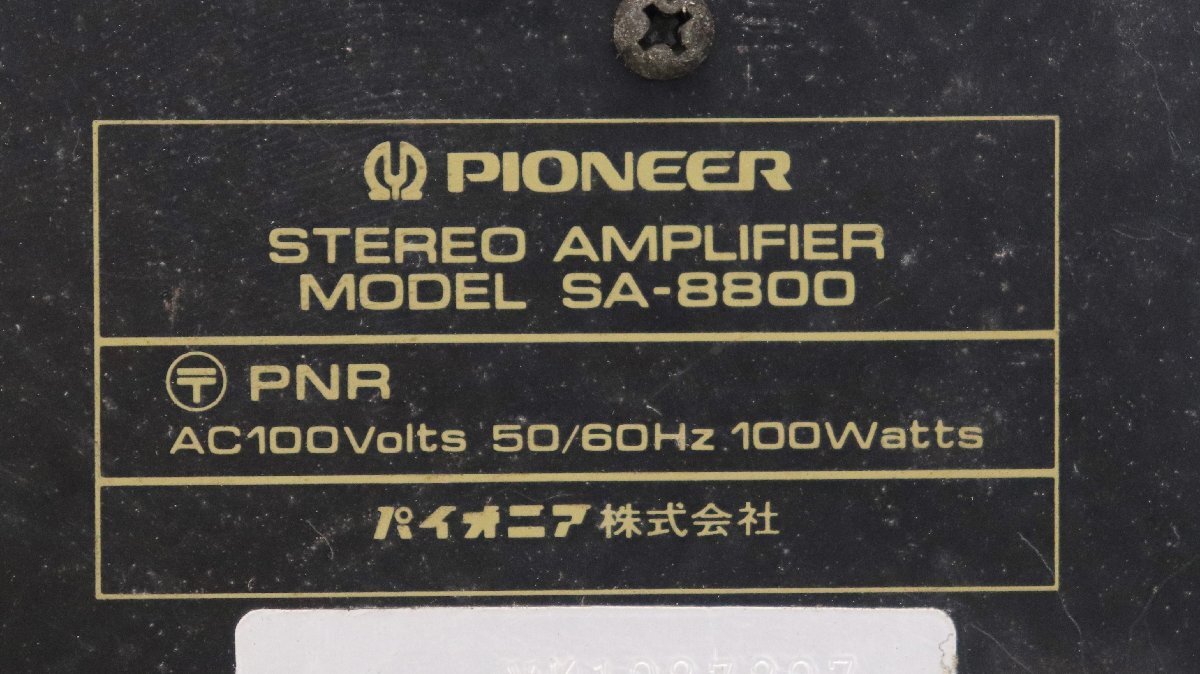 PIONEER
STEREO AMPLIFIER
MODEL SA-8800
〒 PNR
AC100Volts 50/60Hz 100Watts
パイオニア株式会社